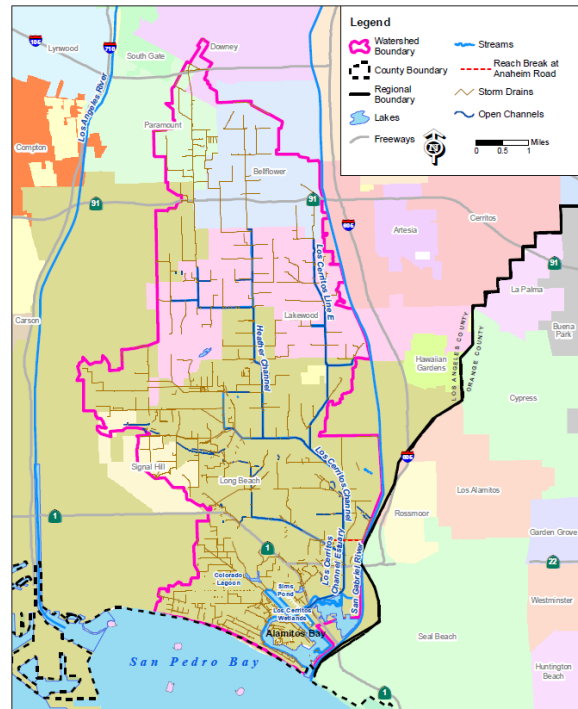 Legend
Watershed
Boundary
County Boundary
Regional
Boundary
Lakes
Freeways
Streams
Reach Break at
Anaheim Road
Storm Drains
Open Channels
Miles
0 0.5 1
105
Lynwood
710
South Gate
Downey
Los Angeles River
Paramount
Compton
Bellflower
91
91
605
Cerritos
Artesia
91
La Palma
Los Cerritos Line E
Lakewood
Heather Channel
Carson
Buena
Park
Hawaiian
Gardens
LOS ANGELES COUNTY
ORANGE COUNTY
Cypress
Signal Hill
Long Beach
Los Cerritos Channel
Los Alamitos
Rossmoor
1
1
Garden Grove
22
Los Cerritos
Channel Estuary
San Gabriel River
Colorado
Lagoon
Sims
Pond
Los Cerritos
Wetlands
Westminster
Alamitos Bay
Seal Beach
San Pedro Bay
Huntington
Beach
1